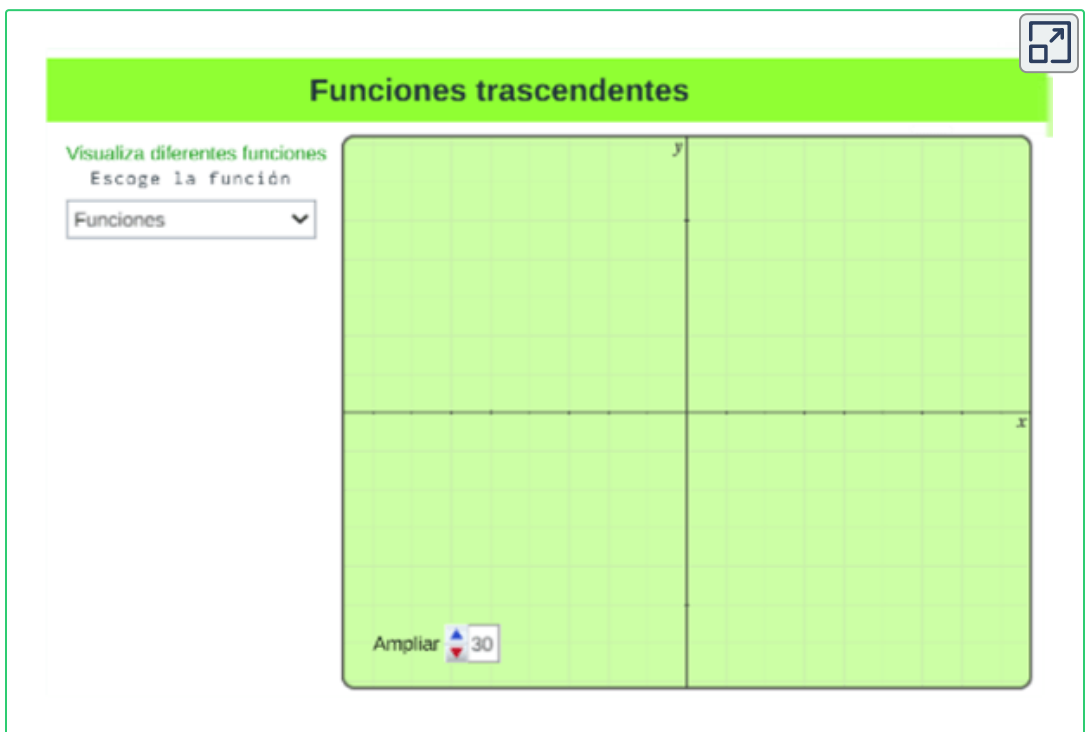 Funciones trascendentes
Visualiza diferentes funciones
Escoge la función
Funciones
y
x
Ampliar 30